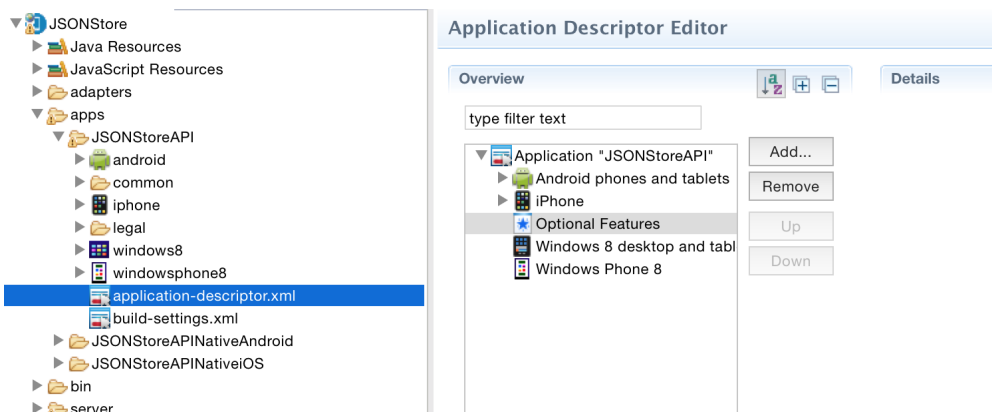 JSONStore
Java Resources
JavaScript Resources
adapters
apps
JSONStoreAPI
android
common
iphone
legal
windows8
windowsphone8
application-descriptor.xml
build-settings.xml
JSONStoreAPINativeAndroid
JSONStoreAPINativeiOS
bin
server
Application Descriptor Editor
Overview
type filter text
Application "JSONStoreAPI"
Android phones and tablets
iPhone
Optional Features
Windows 8 desktop and tabl
Windows Phone 8
Add...
Remove
Up
Down
Details